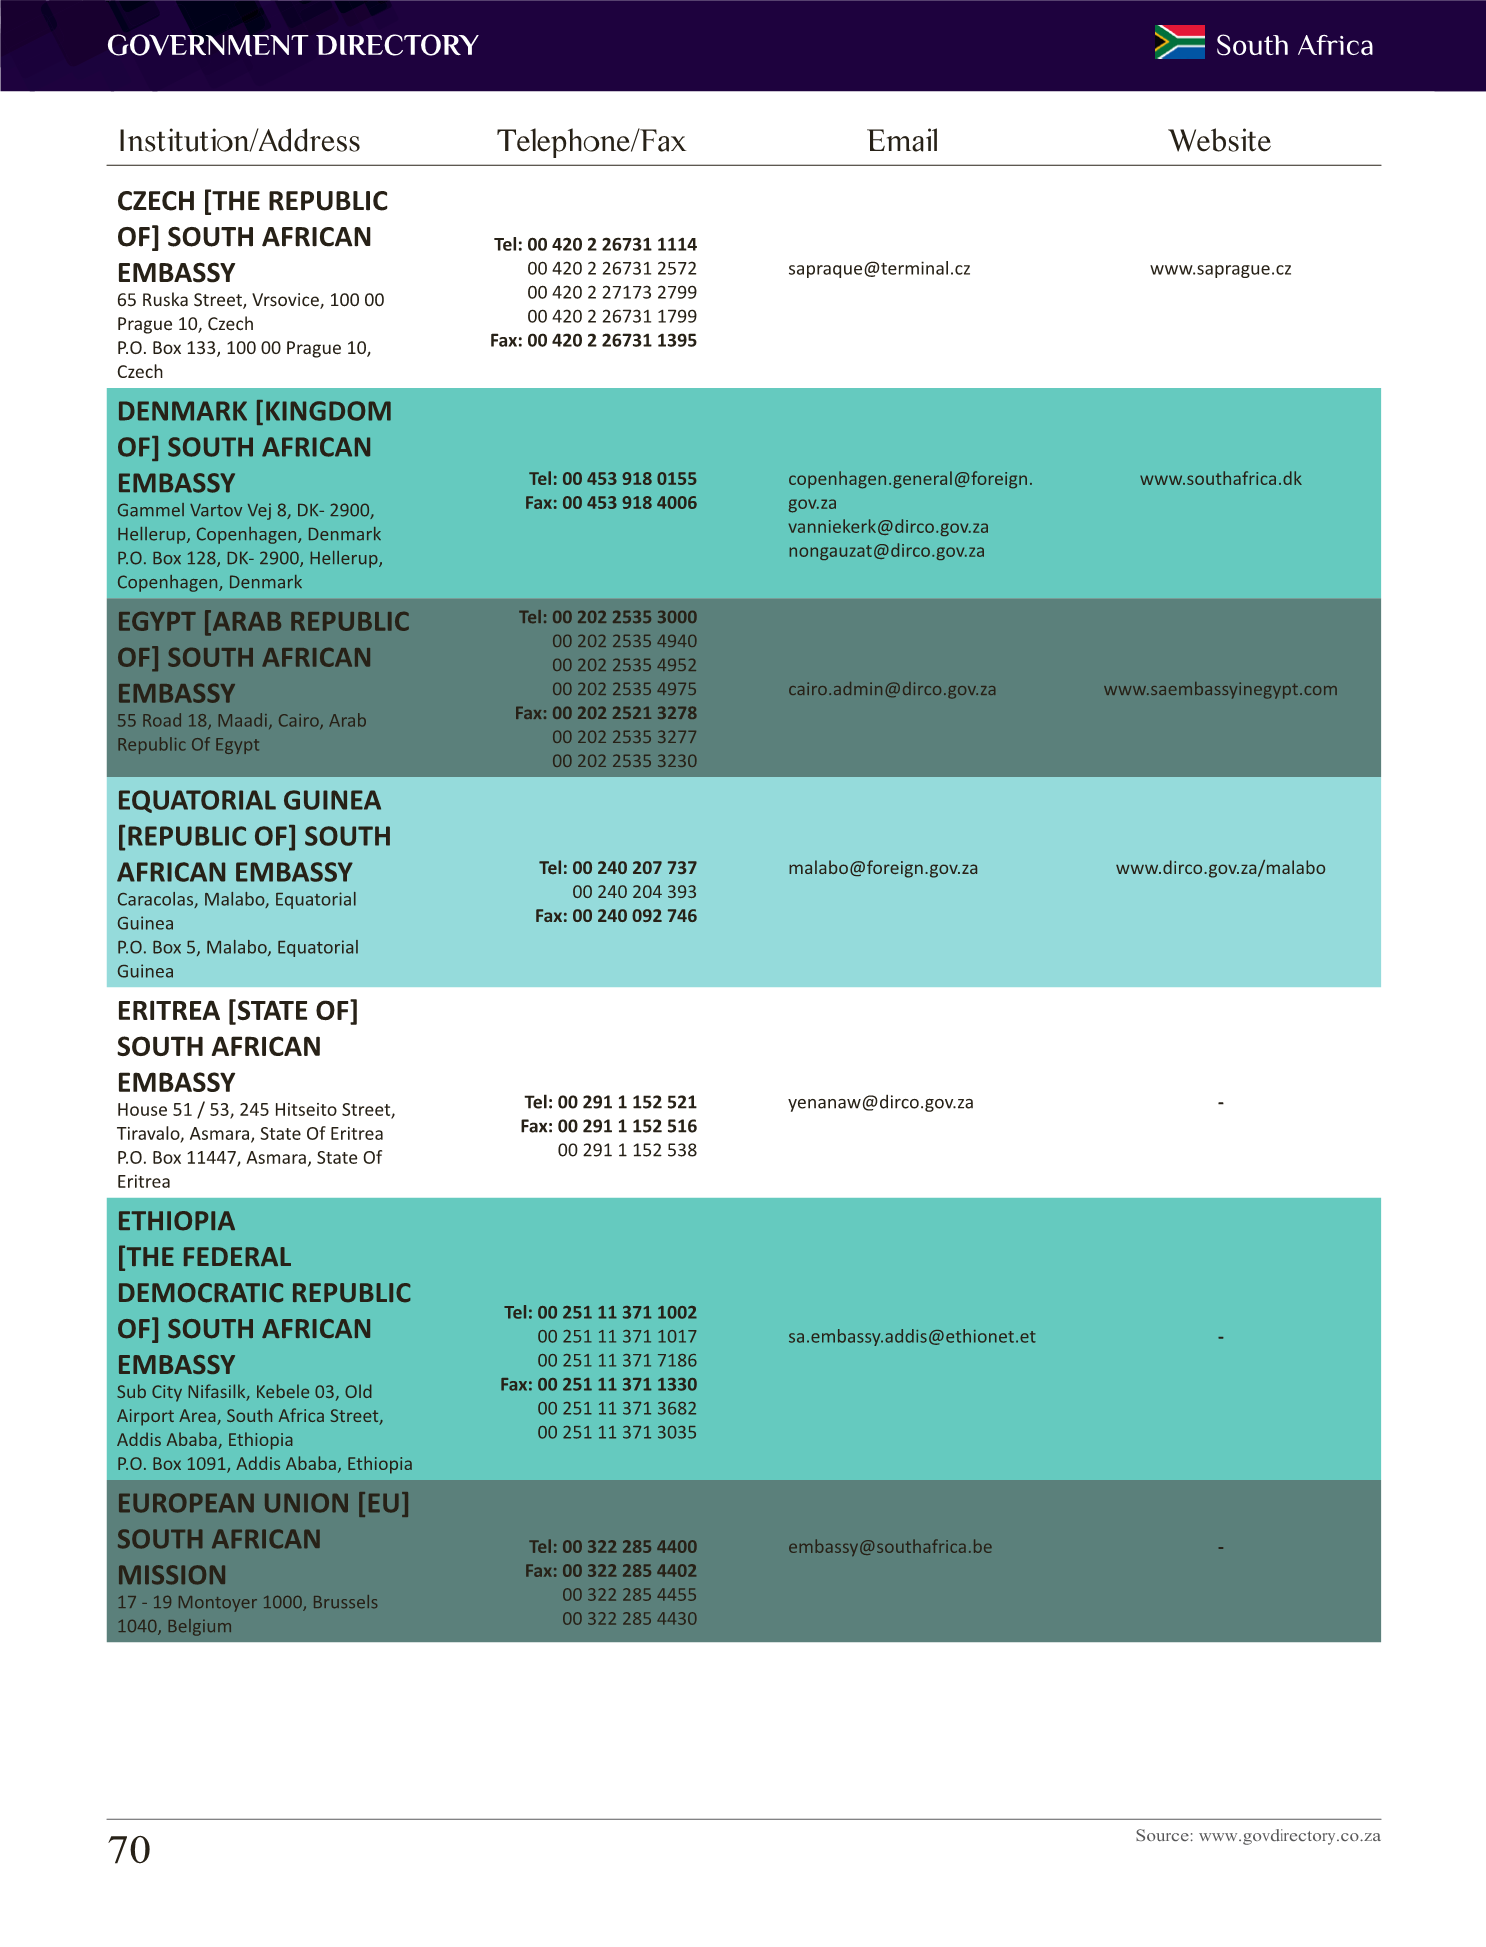 GOVERNMENT DIRECTORY
South Africa
Institution/Address Telephone/Fax Email Website
CZECH [THE REPUBLIC
OF] SOUTH AFRICAN
EMBASSY
65 Ruska Street, Vrsovice, 100 00
Prague 10, Czech
P.O. Box 133, 100 00 Prague 10,
Czech
Tel: 00 420 2 26731 1114
00 420 2 26731 2572
00 420 2 27173 2799
00 420 2 26731 1799
Fax: 00 420 2 26731 1395
sapraque@terminal.cz
www.saprague.cz
DENMARK [KINGDOM
OF] SOUTH AFRICAN
EMBASSY
Gammel Vartov Vej 8, DK- 2900,
Hellerup, Copenhagen, Denmark
P.O. Box 128, DK- 2900, Hellerup,
Copenhagen, Denmark
Tel: 00 453 918 0155
Fax: 00 453 918 4006
copenhagen.general@foreign.
gov.za
vanniekerk@dirco.gov.za
nongauzat@dirco.gov.za
www.southafrica.dk
EGYPT [ARAB REPUBLIC
OF] SOUTH AFRICAN
EMBASSY
55 Road 18, Maadi, Cairo, Arab
Republic Of Egypt
Tel: 00 202 2535 3000
00 202 2535 4940
00 202 2535 4952
00 202 2535 4975
Fax: 00 202 2521 3278
00 202 2535 3277
00 202 2535 3230
cairo.admin@dirco.gov.za
www.saembassyinegypt.com
EQUATORIAL GUINEA
[REPUBLIC OF] SOUTH
AFRICAN EMBASSY
Caracolas, Malabo, Equatorial
Guinea
P.O. Box 5, Malabo, Equatorial
Guinea
Tel: 00 240 207 737
00 240 204 393
Fax: 00 240 092 746
malabo@foreign.gov.za
www.dirco.gov.za/malabo
ERITREA [STATE OF]
SOUTH AFRICAN
EMBASSY
House 51 / 53, 245 Hitseito Street,
Tiravalo, Asmara, State Of Eritrea
P.O. Box 11447, Asmara, State Of
Eritrea
Tel: 00 291 1 152 521
Fax: 00 291 1 152 516
00 291 1 152 538
yenanaw@dirco.gov.za
-
ETHIOPIA
[THE FEDERAL
DEMOCRATIC REPUBLIC
OF] SOUTH AFRICAN
EMBASSY
Sub City Nifasilk, Kebele 03, Old
Airport Area, South Africa Street,
Addis Ababa, Ethiopia
P.O. Box 1091, Addis Ababa, Ethiopia
Tel: 00 251 11 371 1002
00 251 11 371 1017
00 251 11 371 7186
Fax: 00 251 11 371 1330
00 251 11 371 3682
00 251 11 371 3035
sa.embassy.addis@ethionet.et
-
EUROPEAN UNION [EU]
SOUTH AFRICAN
MISSION
17 - 19 Montoyer 1000, Brussels
1040, Belgium
Tel: 00 322 285 4400
Fax: 00 322 285 4402
00 322 285 4455
00 322 285 4430
embassy@southafrica.be
-
70
Source: www.govdirectory.co.za